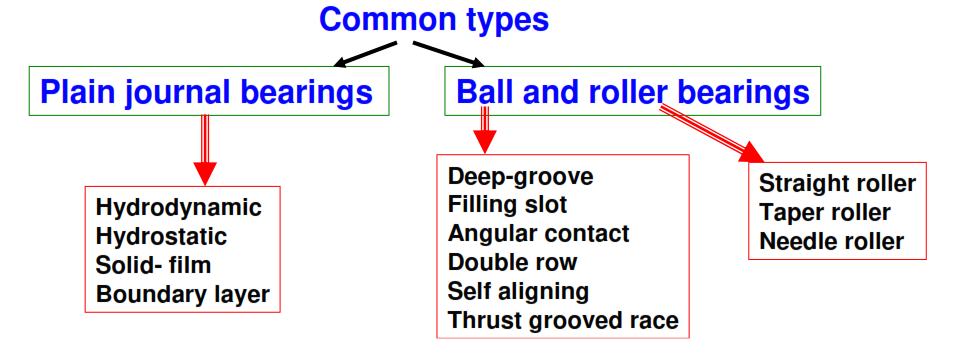 Common types
Plain journal bearings
Ball and roller bearings
Hydrodynamic
Hydrostatic
Solid- film
Boundary layer
Deep-groove
Filling slot
Angular contact
Double row
Self aligning
Thrust grooved race
Straight roller
Taper roller
Needle roller